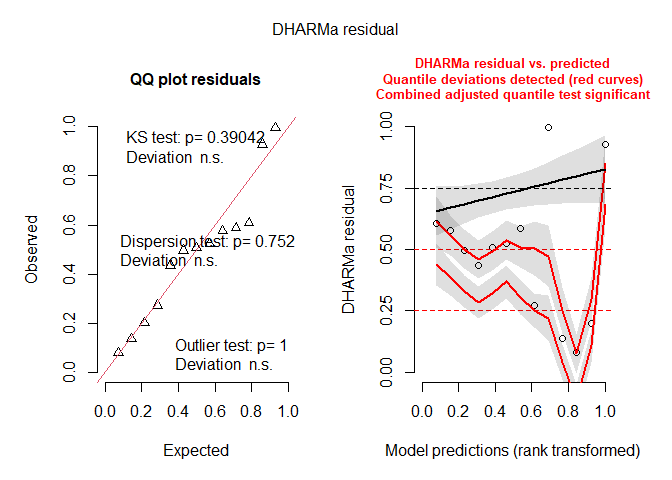 DHARMa residual
QQ plot residuals
KS test: p= 0.39042
Deviation n.s.
Dispersion test: p= 0.752
Deviation n.s.
Outlier test: p= 1
Deviation n.s.
Observed
0.0 0.2 0.4 0.6 0.8 1.0
0.0 0.2 0.4 0.6 0.8 1.0
Expected
DHARMa residual vs. predicted
Quantile deviations detected (red curves)
Combined adjusted quantile test significant
DHARMa residual
0.00 0.25 0.50 0.75 1.00
0.0 0.2 0.4 0.6 0.8 1.0
Model predictions (rank transformed)